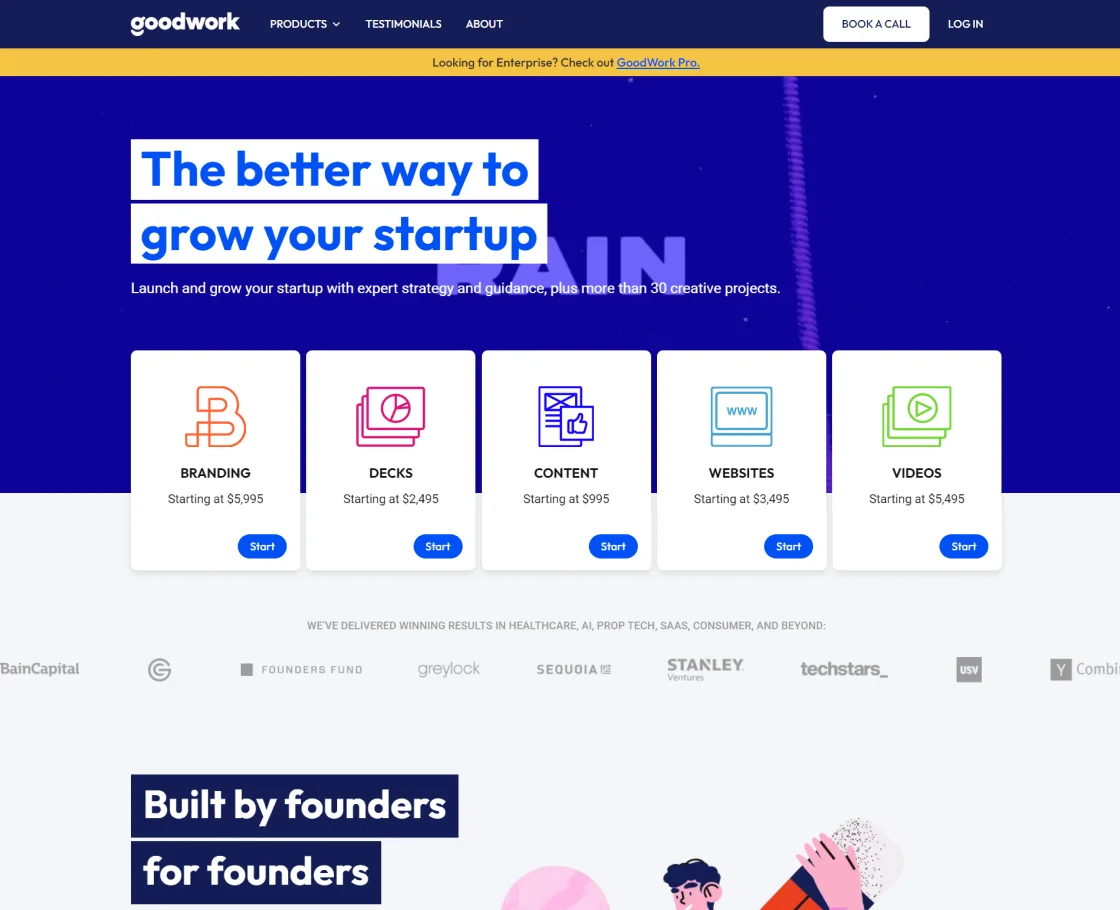 goodwork PRODUCTS TESTIMONIALS ABOUT BOOK A CALL LOG IN
Looking for Enterprise? Check out GoodWork Pro.
The better way to
grow your startup
RAIN
Launch and grow your startup with expert strategy and guidance, plus more than 30 creative projects.
WWW
BRANDING DECKS CONTENT WEBSITES VIDEOS
Starting at $5,995 Starting at $2,495 Starting at $995 Starting at $3,495 Starting at $5,495
Start Start Start Start Start
WE'VE DELIVERED WINNING RESULTS IN HEALTHCARE, AI, PROP TECH, SAAS, CONSUMER, AND BEYOND:
BainCapital G FOUNDERS FUND greylock SEQUOIA STANLEY techstars_ USV Y Combi
Ventures
Built by founders
for founders